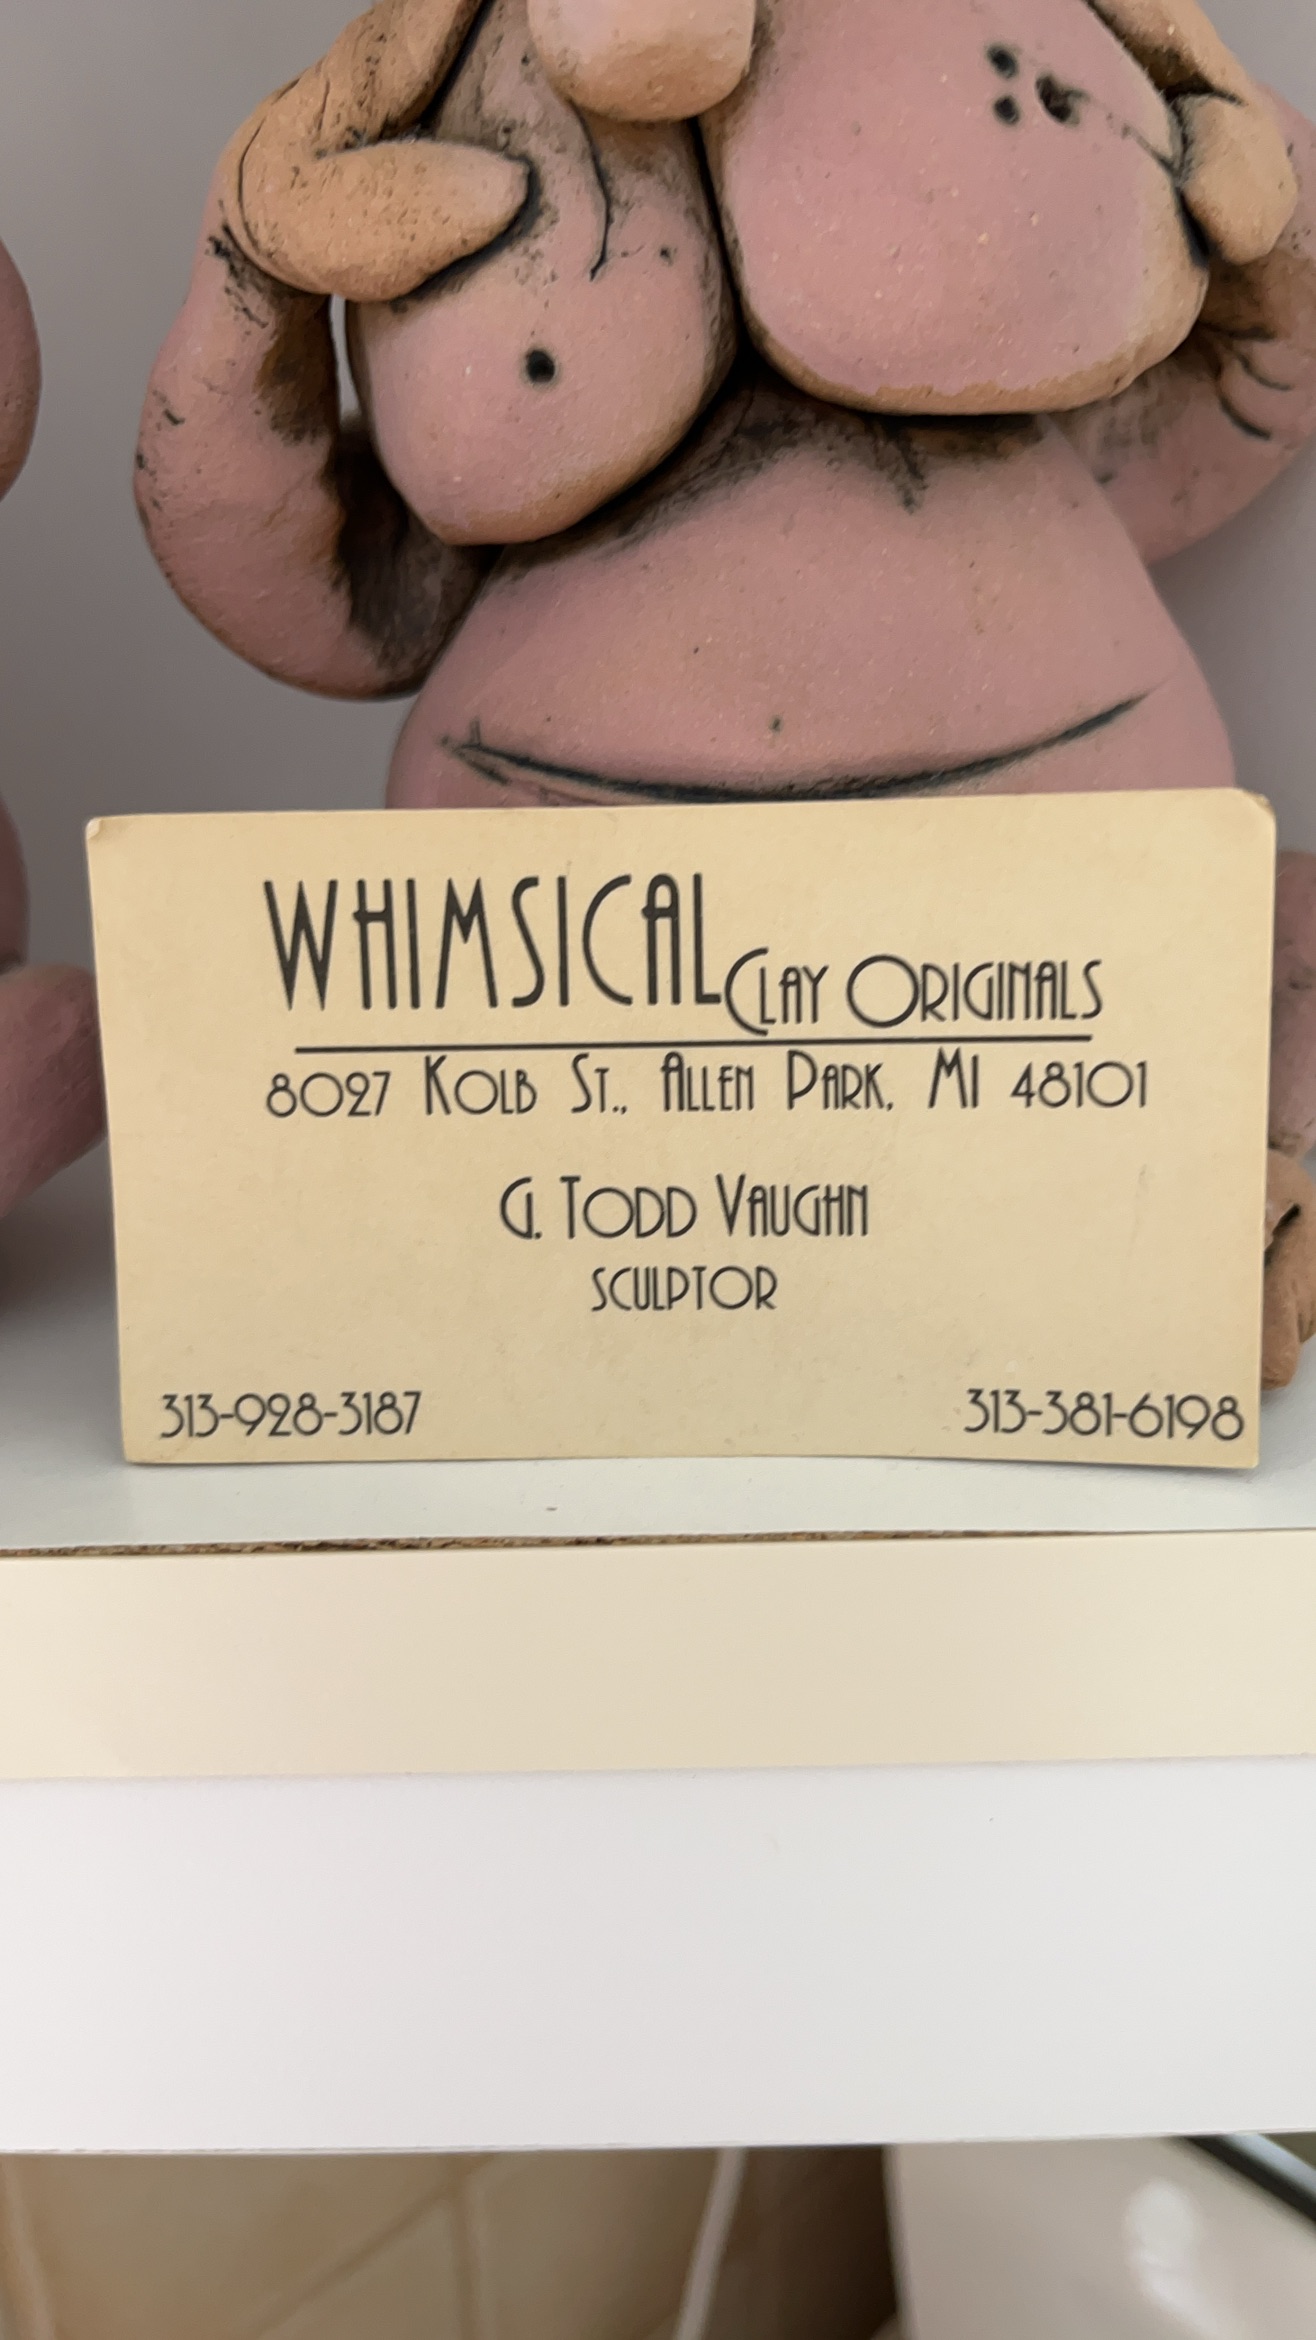 WHIMSICAL CLAY ORIGINALS
8027 KOLB ST., ALLEN PARK, MI 48101
G. TODD VAUGHN
SCULPTOR
313-928-3187 313-381-6198